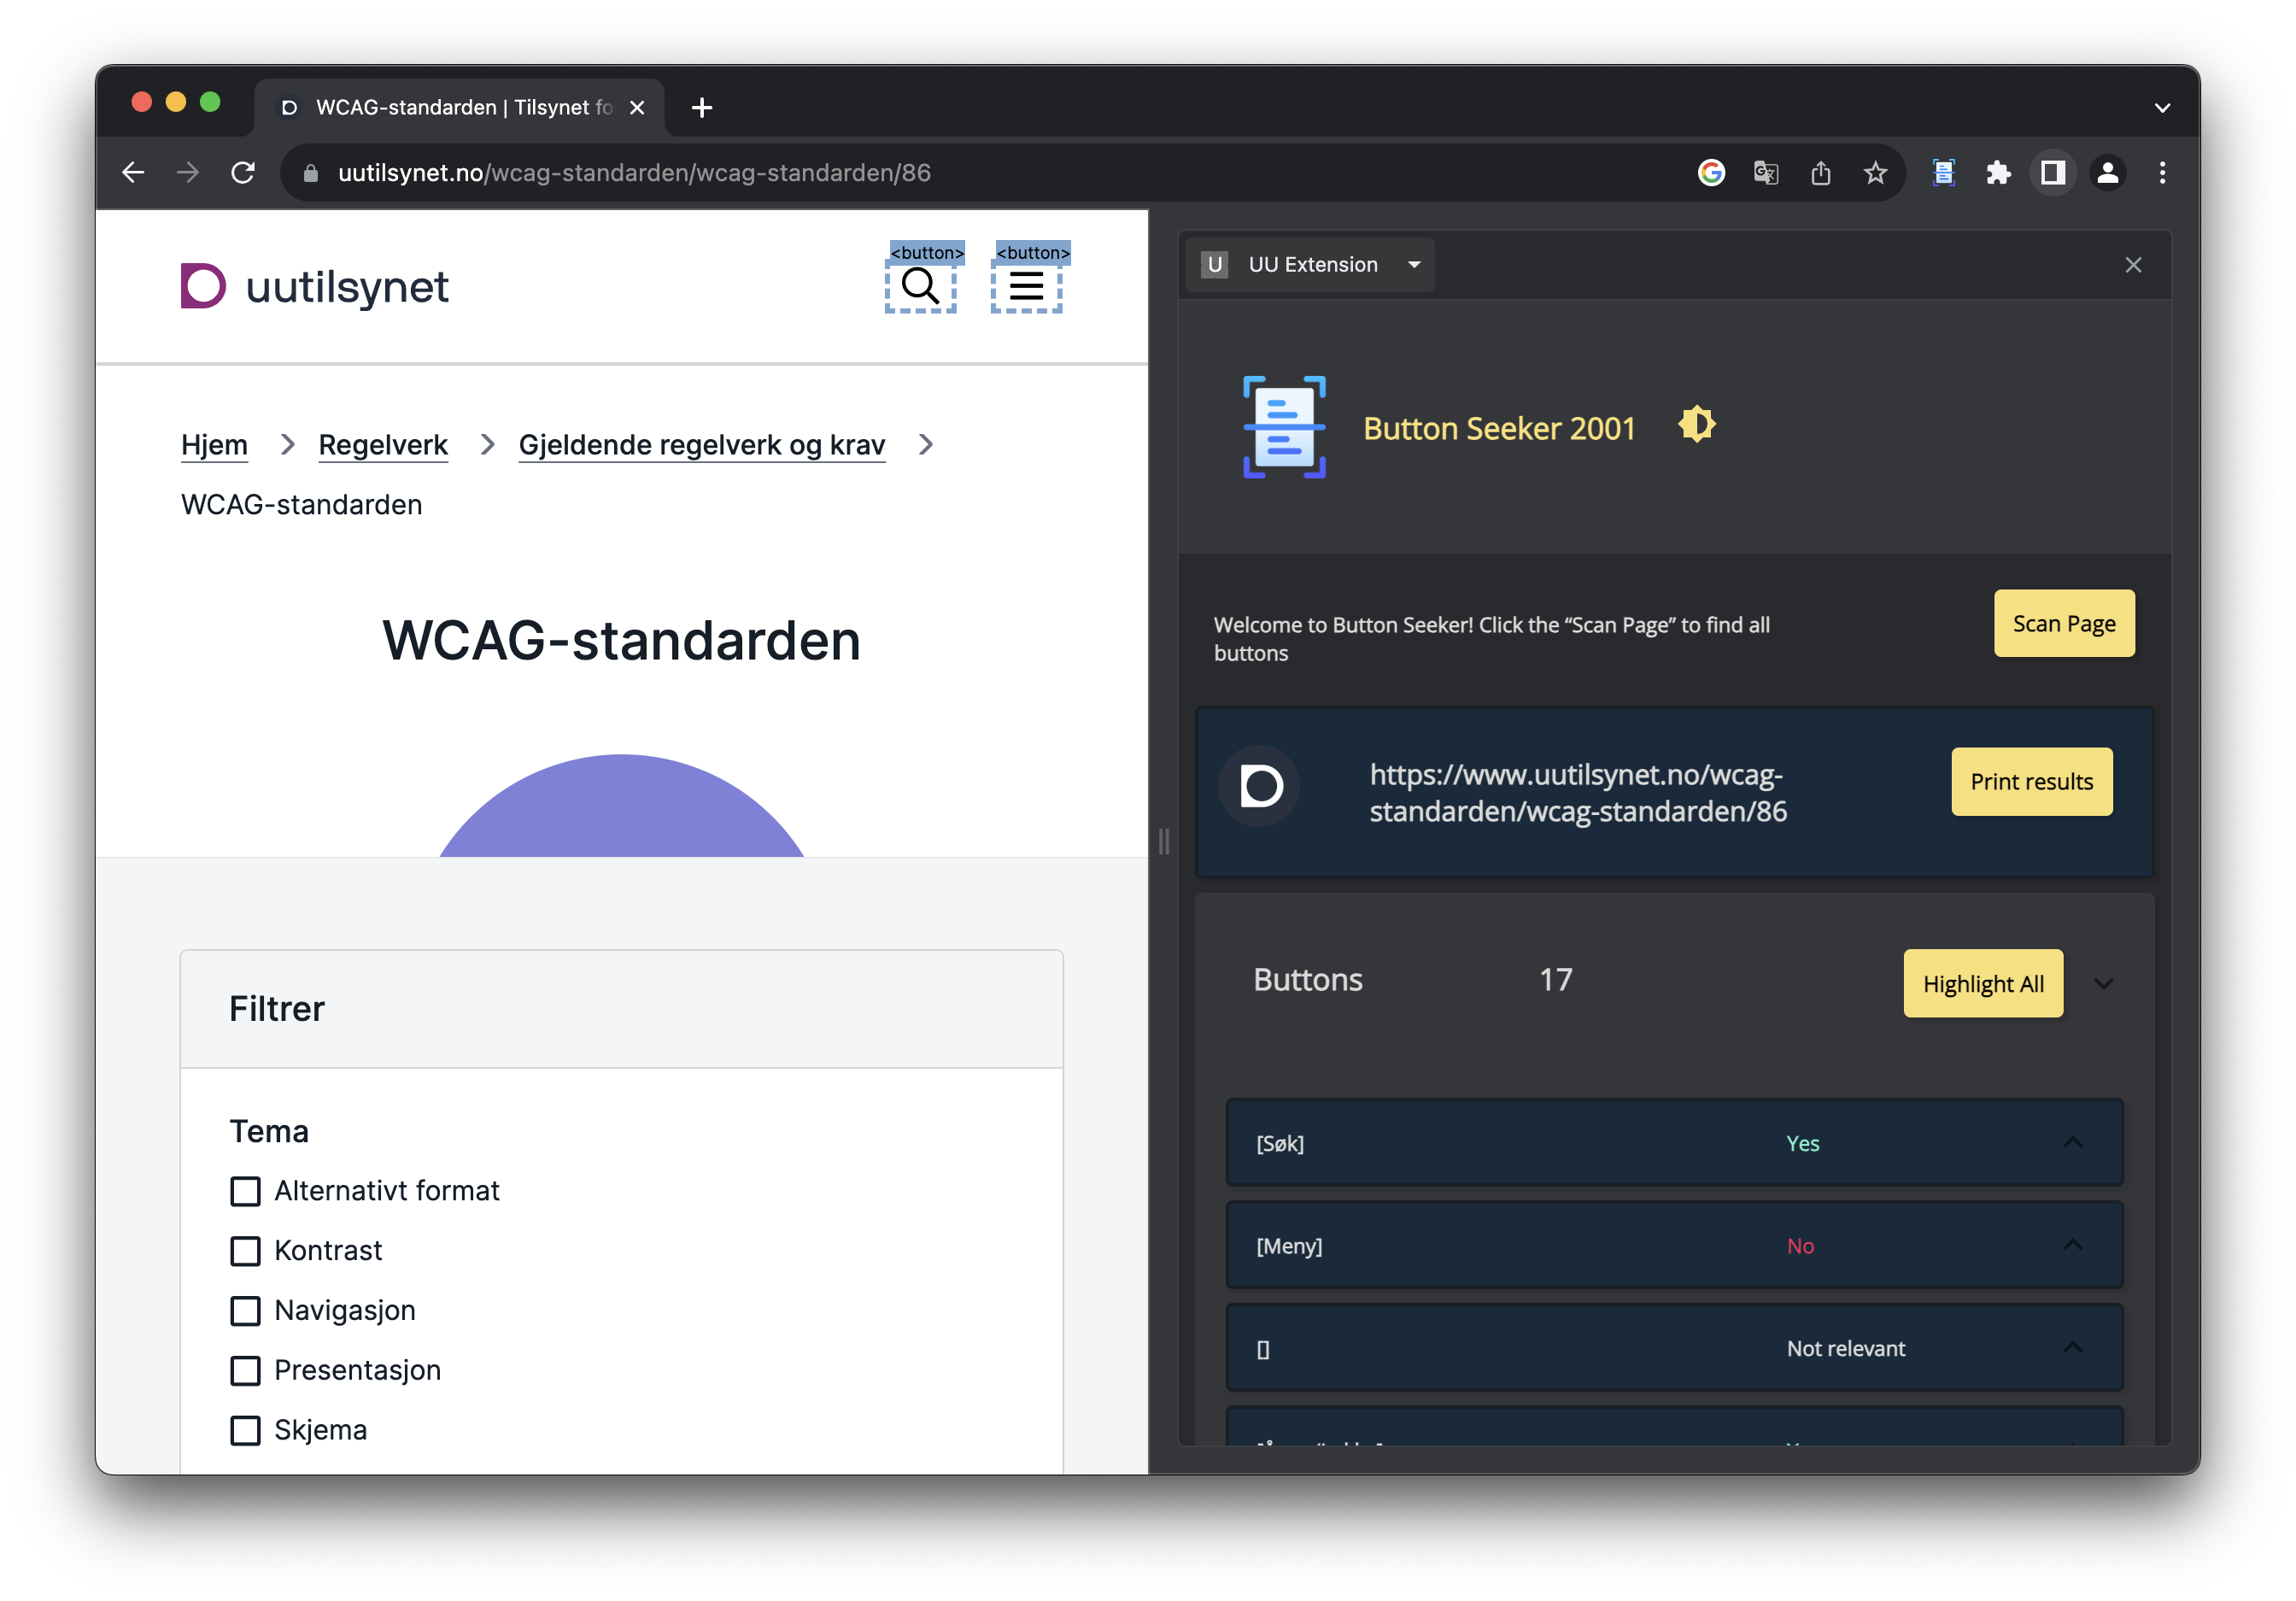 WCAG-standarden | Tilsynet fo
uutilsynet.no/wcag-standarden/wcag-standarden/86
uutilsynet
<button>
<button>
Hjem
Regelverk
Gjeldende regelverk og krav
WCAG-standarden
WCAG-standarden
Filtrer
Tema
Alternativt format
Kontrast
Navigasjon
Presentasjon
Skjema
U UU Extension
Button Seeker 2001
Welcome to Button Seeker! Click the “Scan Page” to find all
buttons
Scan Page
https://www.uutilsynet.no/wcag-
standarden/wcag-standarden/86
Print results
Buttons 17
Highlight All
[Søk] Yes
[Meny] No
[] Not relevant